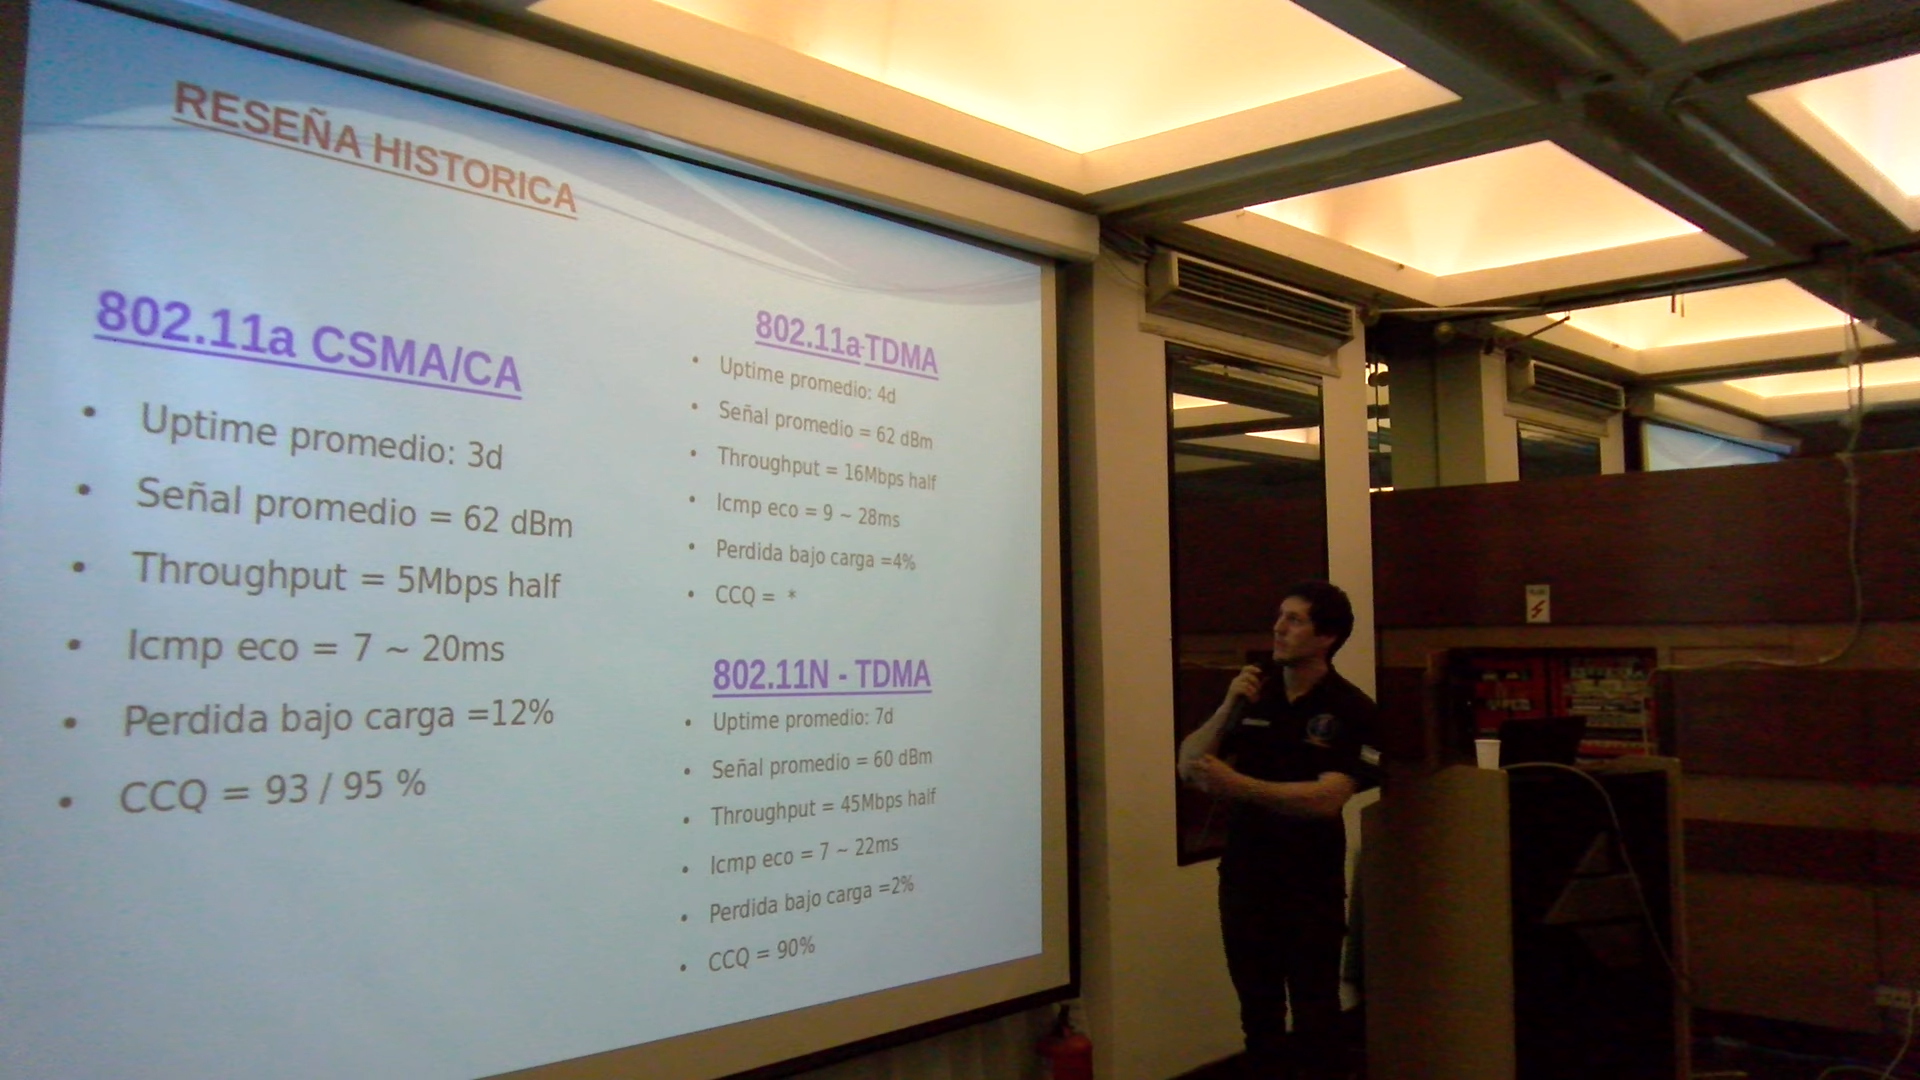 RESEÑA HISTORICA
802.11a CSMA/CA
• Uptime promedio: 3d
• Señal promedio = 62 dBm
• Throughput = 5Mbps half
• Icmp eco = 7 ~ 20ms
• Perdida bajo carga =12%
• CCQ = 93 / 95 %
802.11a-TDMA
• Uptime promedio: 4d
• Señal promedio = 62 dBm
• Throughput = 16Mbps half
• Icmp eco = 9 ~ 28ms
• Perdida bajo carga =4%
• CCQ = *
802.11N - TDMA
• Uptime promedio: 7d
• Señal promedio = 60 dBm
• Throughput = 45Mbps half
• Icmp eco = 7 ~ 22ms
• Perdida bajo carga =2%
• CCQ = 90%